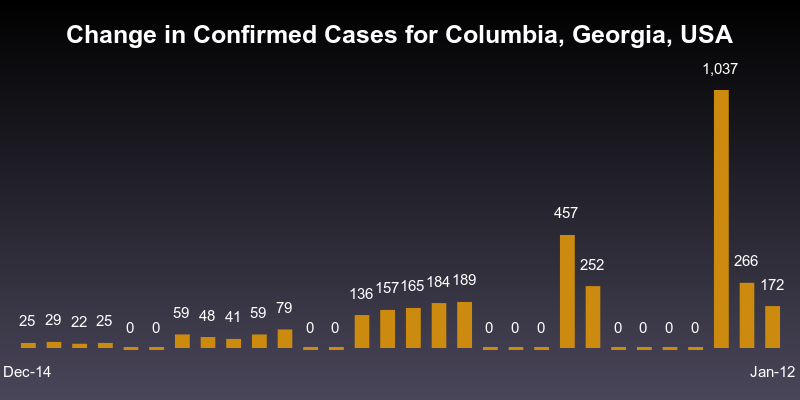 Change in Confirmed Cases for Columbia, Georgia, USA
25 29 22 25 0 0 59 48 41 59 79 0 0 136 157 165 184 189 0 0 0 457 252 0 0 0 0 1,037 266 172
Dec-14 Jan-12